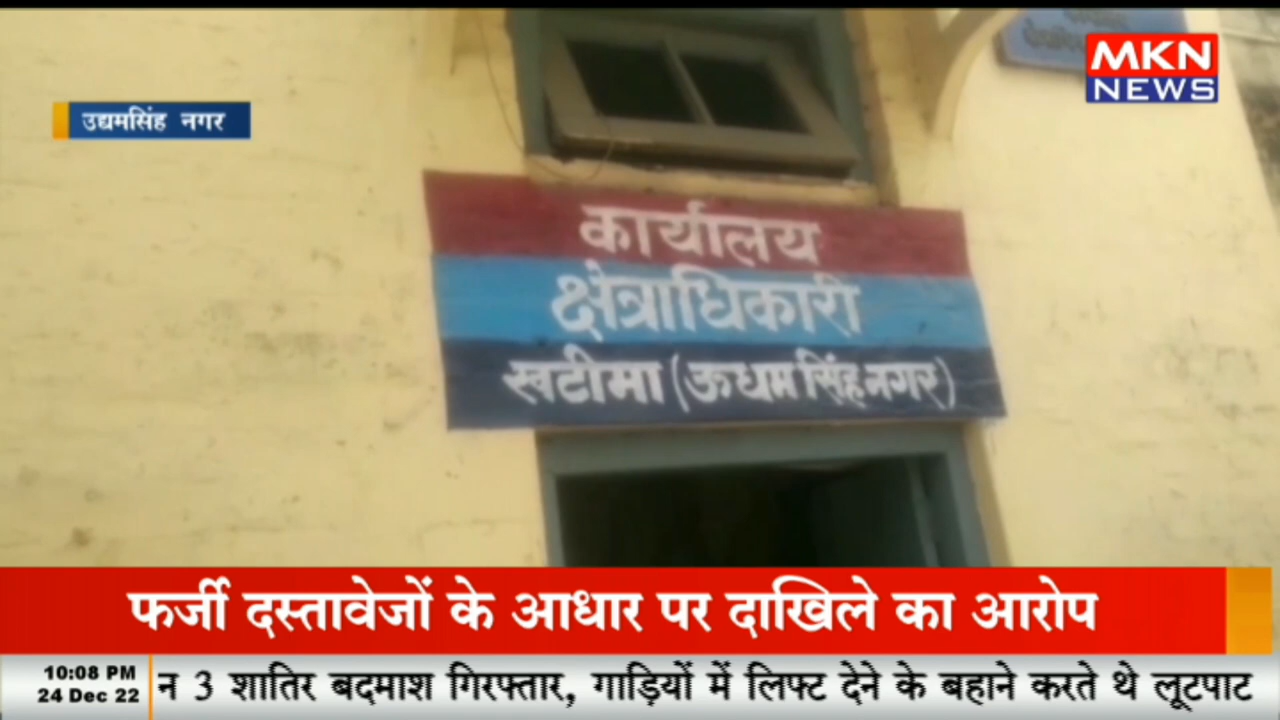 MKN
NEWS
उद्यमसिंह नगर
कार्यालय
क्षेत्राधिकारी
खटीमा (ऊधम सिंह नगर)
फर्जी दस्तावेजों के आधार पर दाखिले का आरोप
10:08 PM
24 Dec 22
न 3 शातिर बदमाश गिरफ्तार, गाड़ियों में लिफ्ट देने के बहाने करते थे लूटपाट